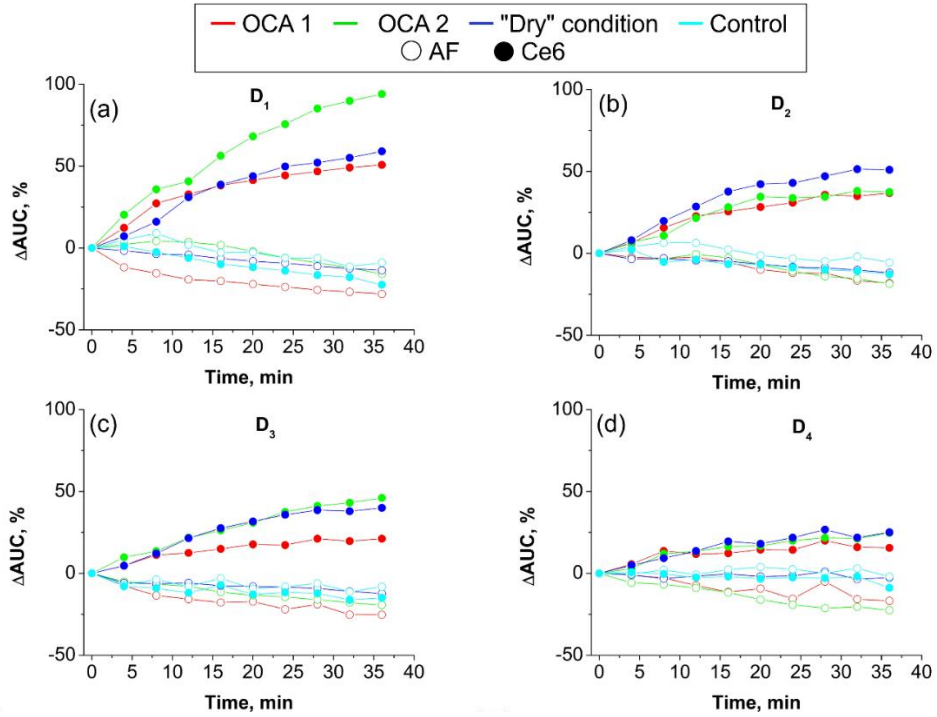 OCA 1 OCA 2 "Dry" condition Control
AF Ce6
(a) D1
100
50
0
-50
ΔAUC, %
0 5 10 15 20 25 30 35 40
Time, min
(b) D2
100
50
0
-50
ΔAUC, %
0 5 10 15 20 25 30 35 40
Time, min
(c) D3
100
50
0
-50
ΔAUC, %
0 5 10 15 20 25 30 35 40
Time, min
(d) D4
100
50
0
-50
ΔAUC, %
0 5 10 15 20 25 30 35 40
Time, min